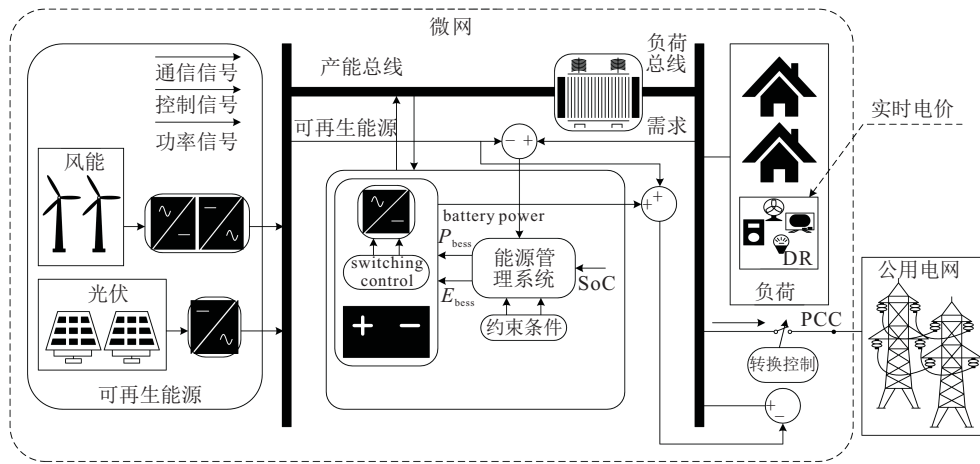 微网
通信信号
控制信号
功率信号
风能
光伏
可再生能源
产能总线
可再生能源
负荷
总线
需求
− +
+
+
battery power
P_bess
E_bess
switching
control
+ −
能源管
理系统
SoC
约束条件
DR
负荷
实时电价
PCC
转换控制
+
−
公用电网